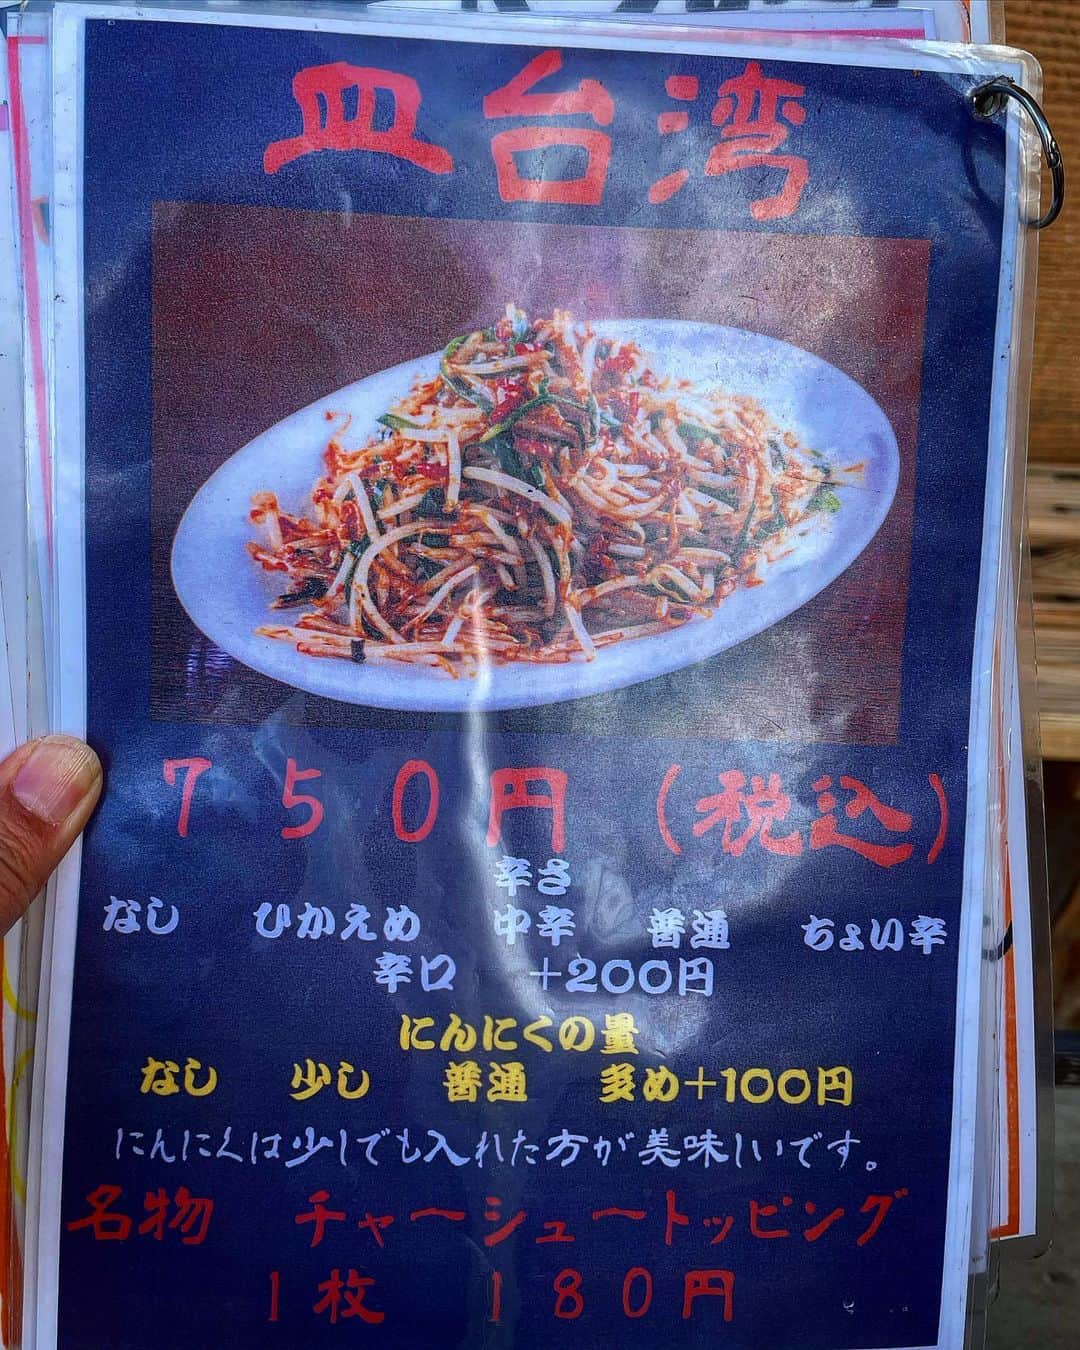 皿台湾
750円(税込)
辛さ
なし ひかえめ 中辛 普通 ちょい辛
辛口 +200円
にんにくの量
なし 少し 普通 多め+100円
にんにくは少しでも入れた方が美味しいです。
名物 チャーシュートッピング
1枚 180円